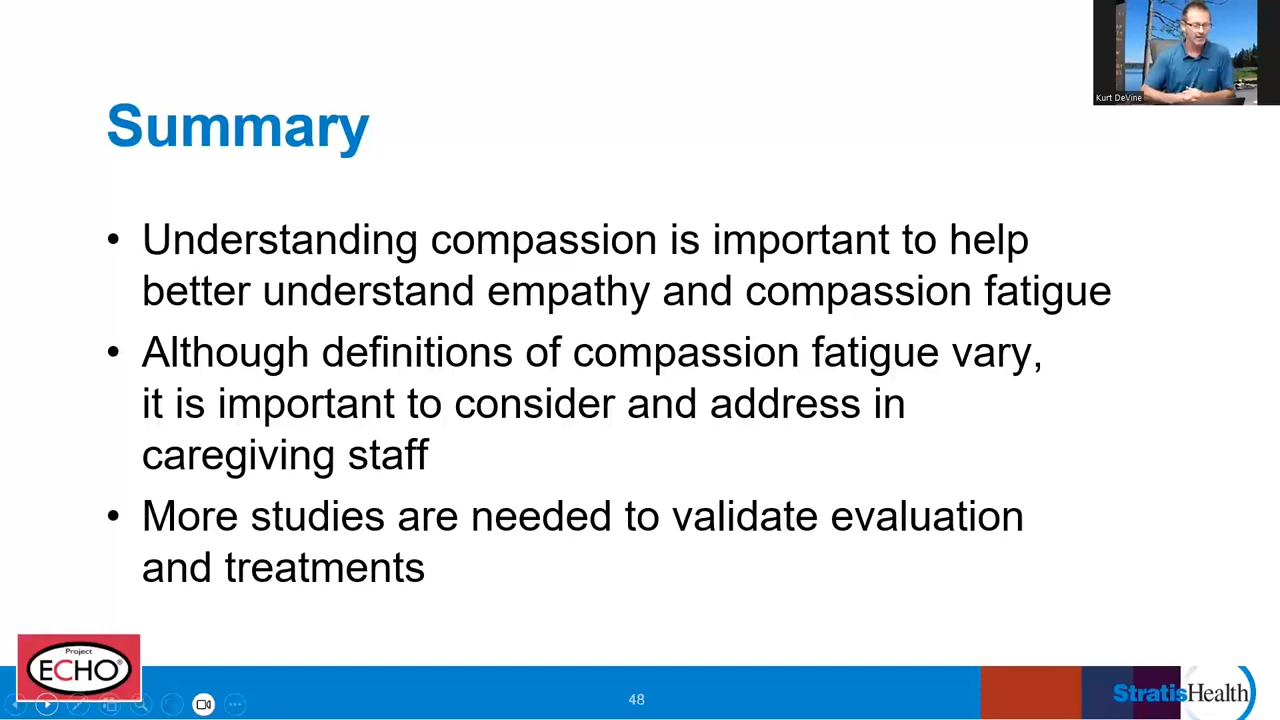 Kurt DeVine
Summary
• Understanding compassion is important to help
better understand empathy and compassion fatigue
• Although definitions of compassion fatigue vary,
it is important to consider and address in
caregiving staff
• More studies are needed to validate evaluation
and treatments
Project
ECHO®
48
StratisHealth